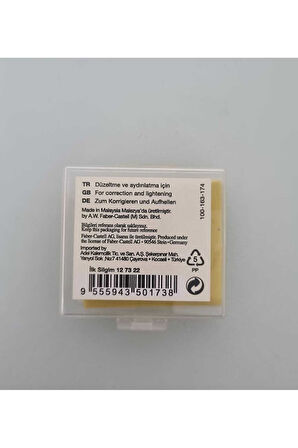 TR Düzeltme ve aydınlatma için
GB For correction and lightening
DE Zum Korrigieren und Aufhellen
Made in Malaysia Malezya'da üretilmiştir.
by A.W. Faber-Castell (M) Sdn. Bhd.
Bilgileri referans olarak saklayınız.
Keep this packaging for future reference
Faber-Castell AG, lisansı ile üretilmiştir. Produced under
the license of Faber-Castell AG • 90546 Stein • Germany
Imported by
Adel Kalemcilik Tic. ve San. A.Ş. Şekerpınar Mah.
Yanyol Sok. No:7 41480 Çayırova • Kocaeli • Türkiye
İlk Silgim 12 73 22
9 555943 501738
5
PP
100-163-174